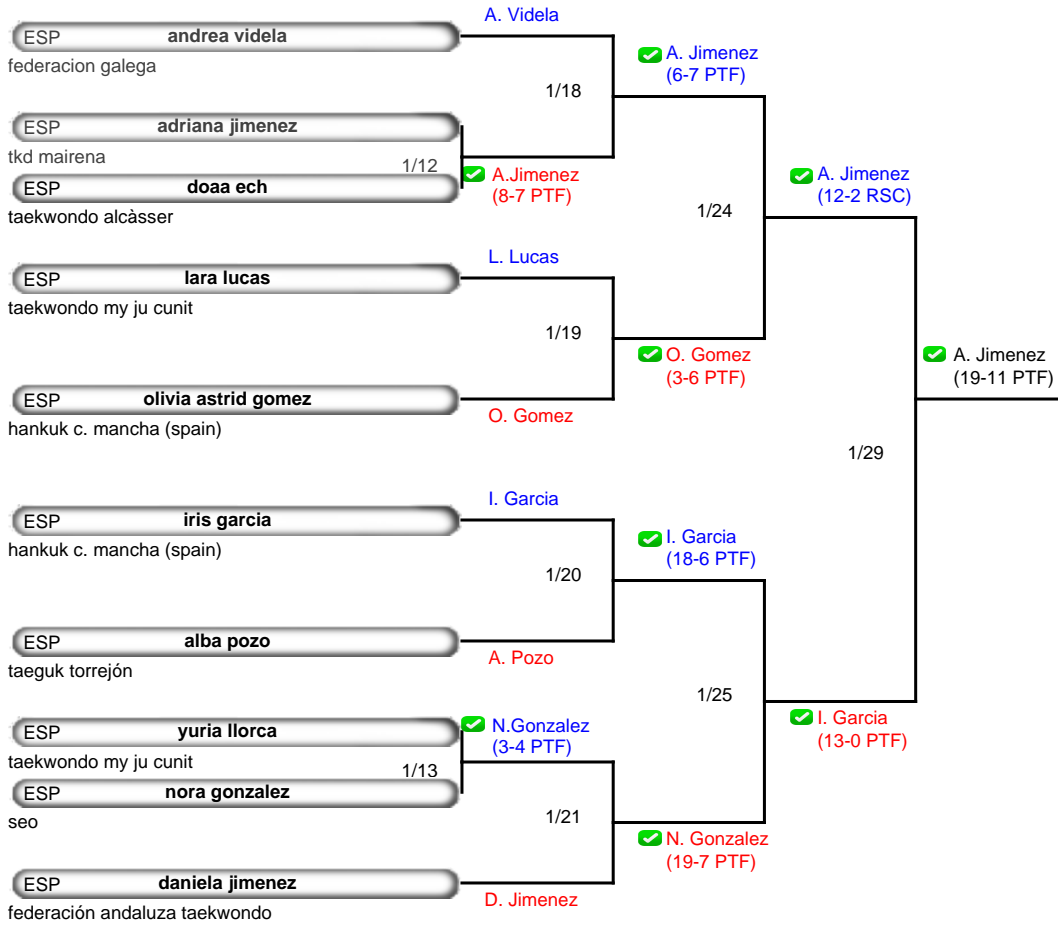 A. Videla
ESP andrea videla
federacion galega
1/18
A. Jimenez
(6-7 PTF)
ESP adriana jimenez
tkd mairena
1/12
A.Jimenez
(8-7 PTF)
ESP doaa ech
taekwondo alcàsser
1/24
A. Jimenez
(12-2 RSC)
L. Lucas
ESP lara lucas
taekwondo my ju cunit
1/19
O. Gomez
(3-6 PTF)
ESP olivia astrid gomez
hankuk c. mancha (spain)
O. Gomez
A. Jimenez
(19-11 PTF)
1/29
I. Garcia
ESP iris garcia
hankuk c. mancha (spain)
1/20
I. Garcia
(18-6 PTF)
ESP alba pozo
taeguk torrejón
A. Pozo
1/25
I. Garcia
(13-0 PTF)
ESP yuria llorca
taekwondo my ju cunit
1/13
N.Gonzalez
(3-4 PTF)
ESP nora gonzalez
seo
1/21
N. Gonzalez
(19-7 PTF)
ESP daniela jimenez
federación andaluza taekwondo
D. Jimenez